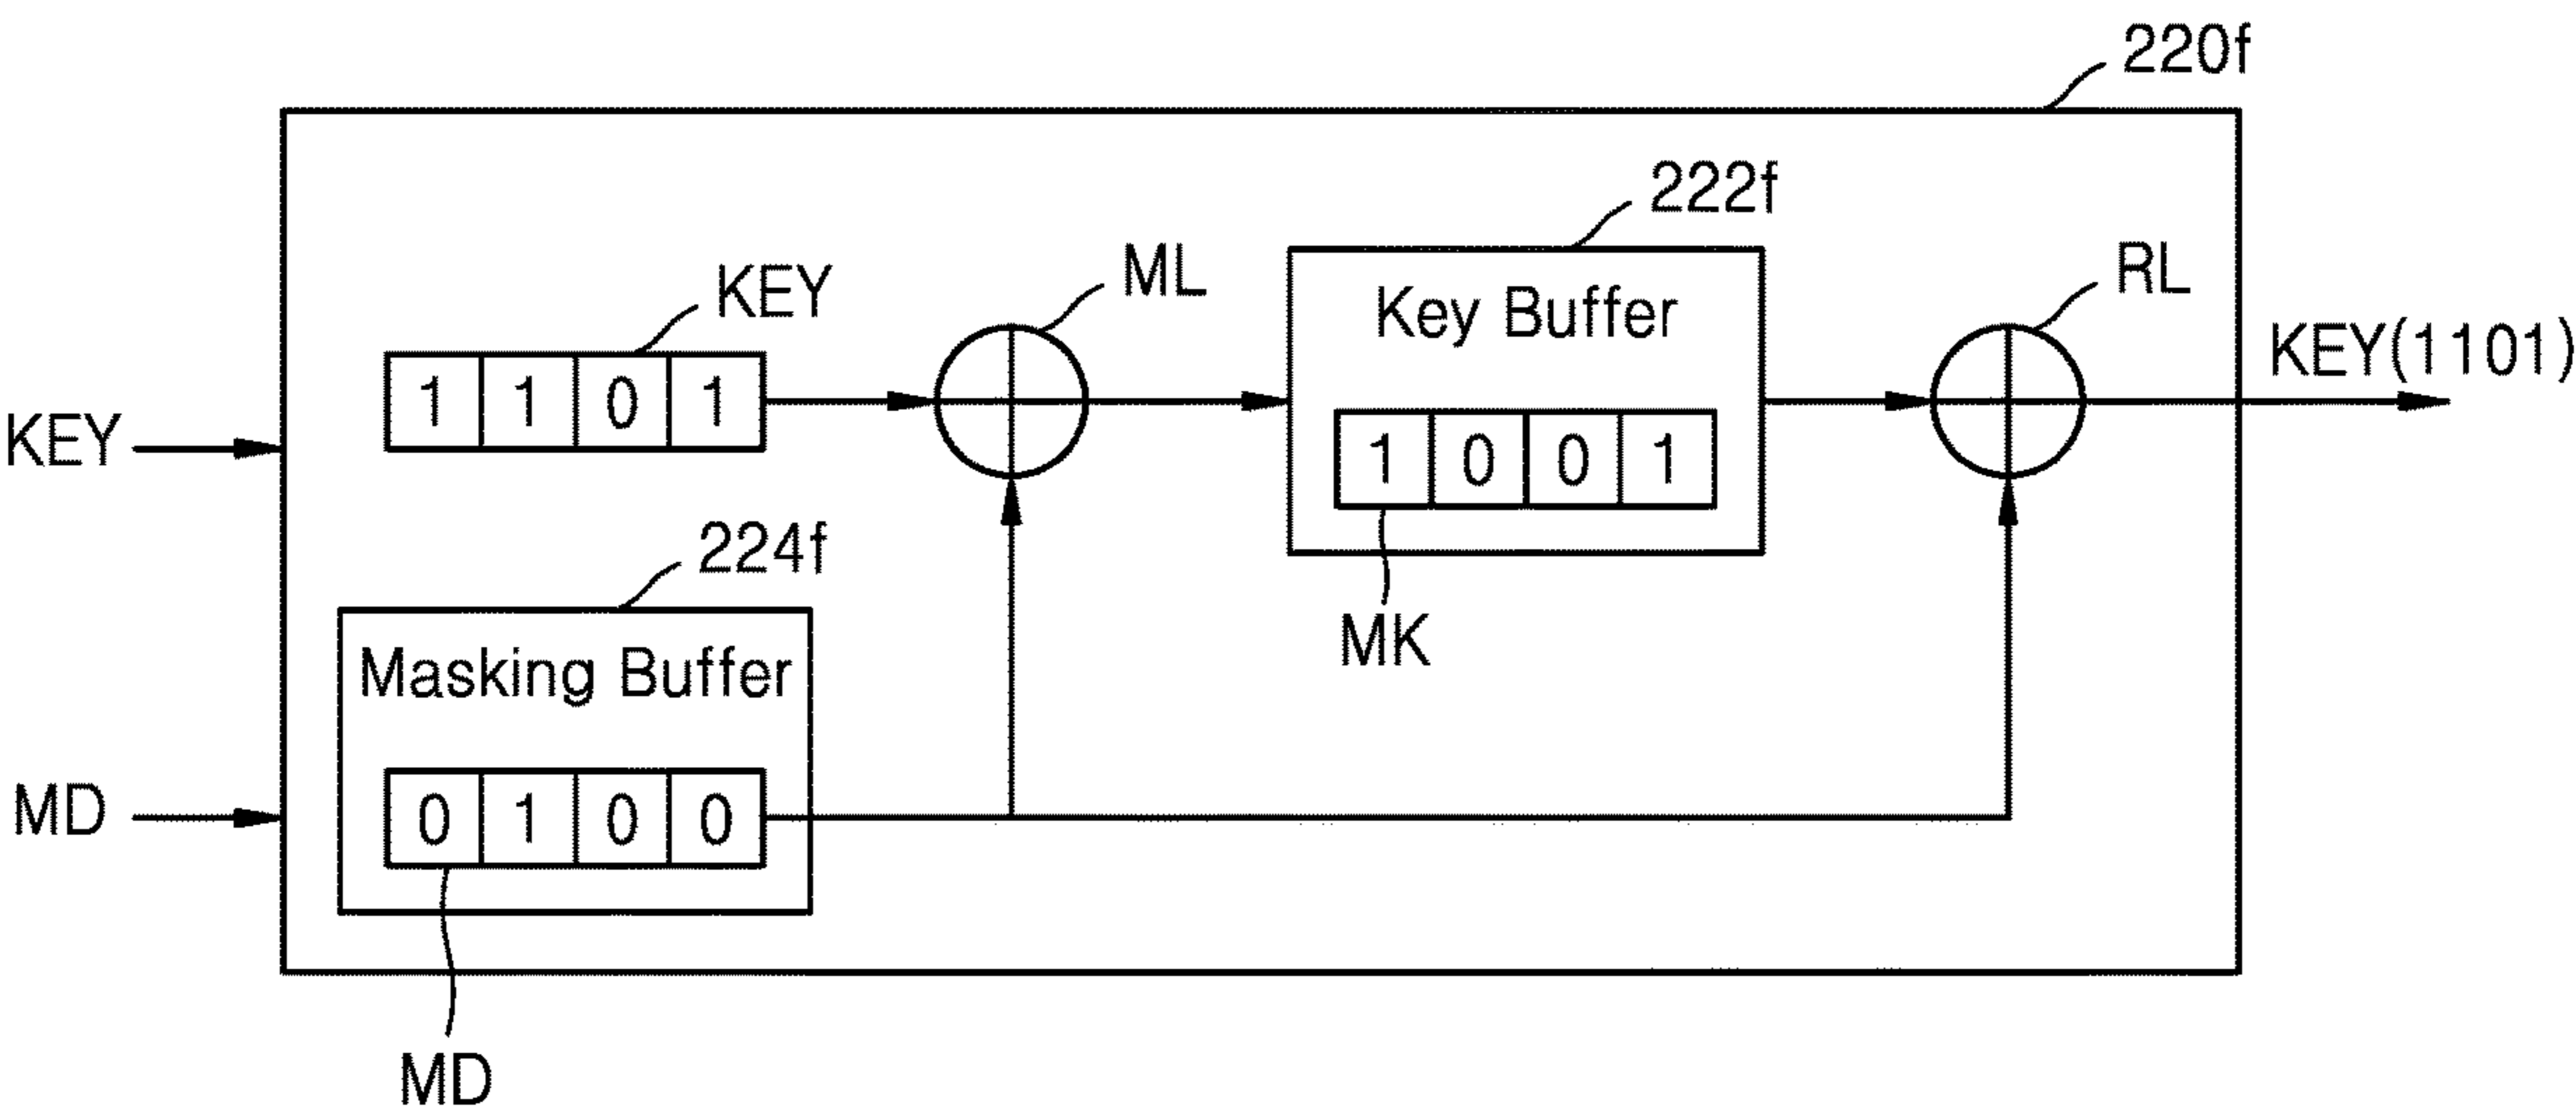 220f
222f
KEY
ML
Key Buffer
RL
KEY(1101)
1 1 0 1
KEY
1 0 0 1
224f
MK
Masking Buffer
MD
0 1 0 0
MD